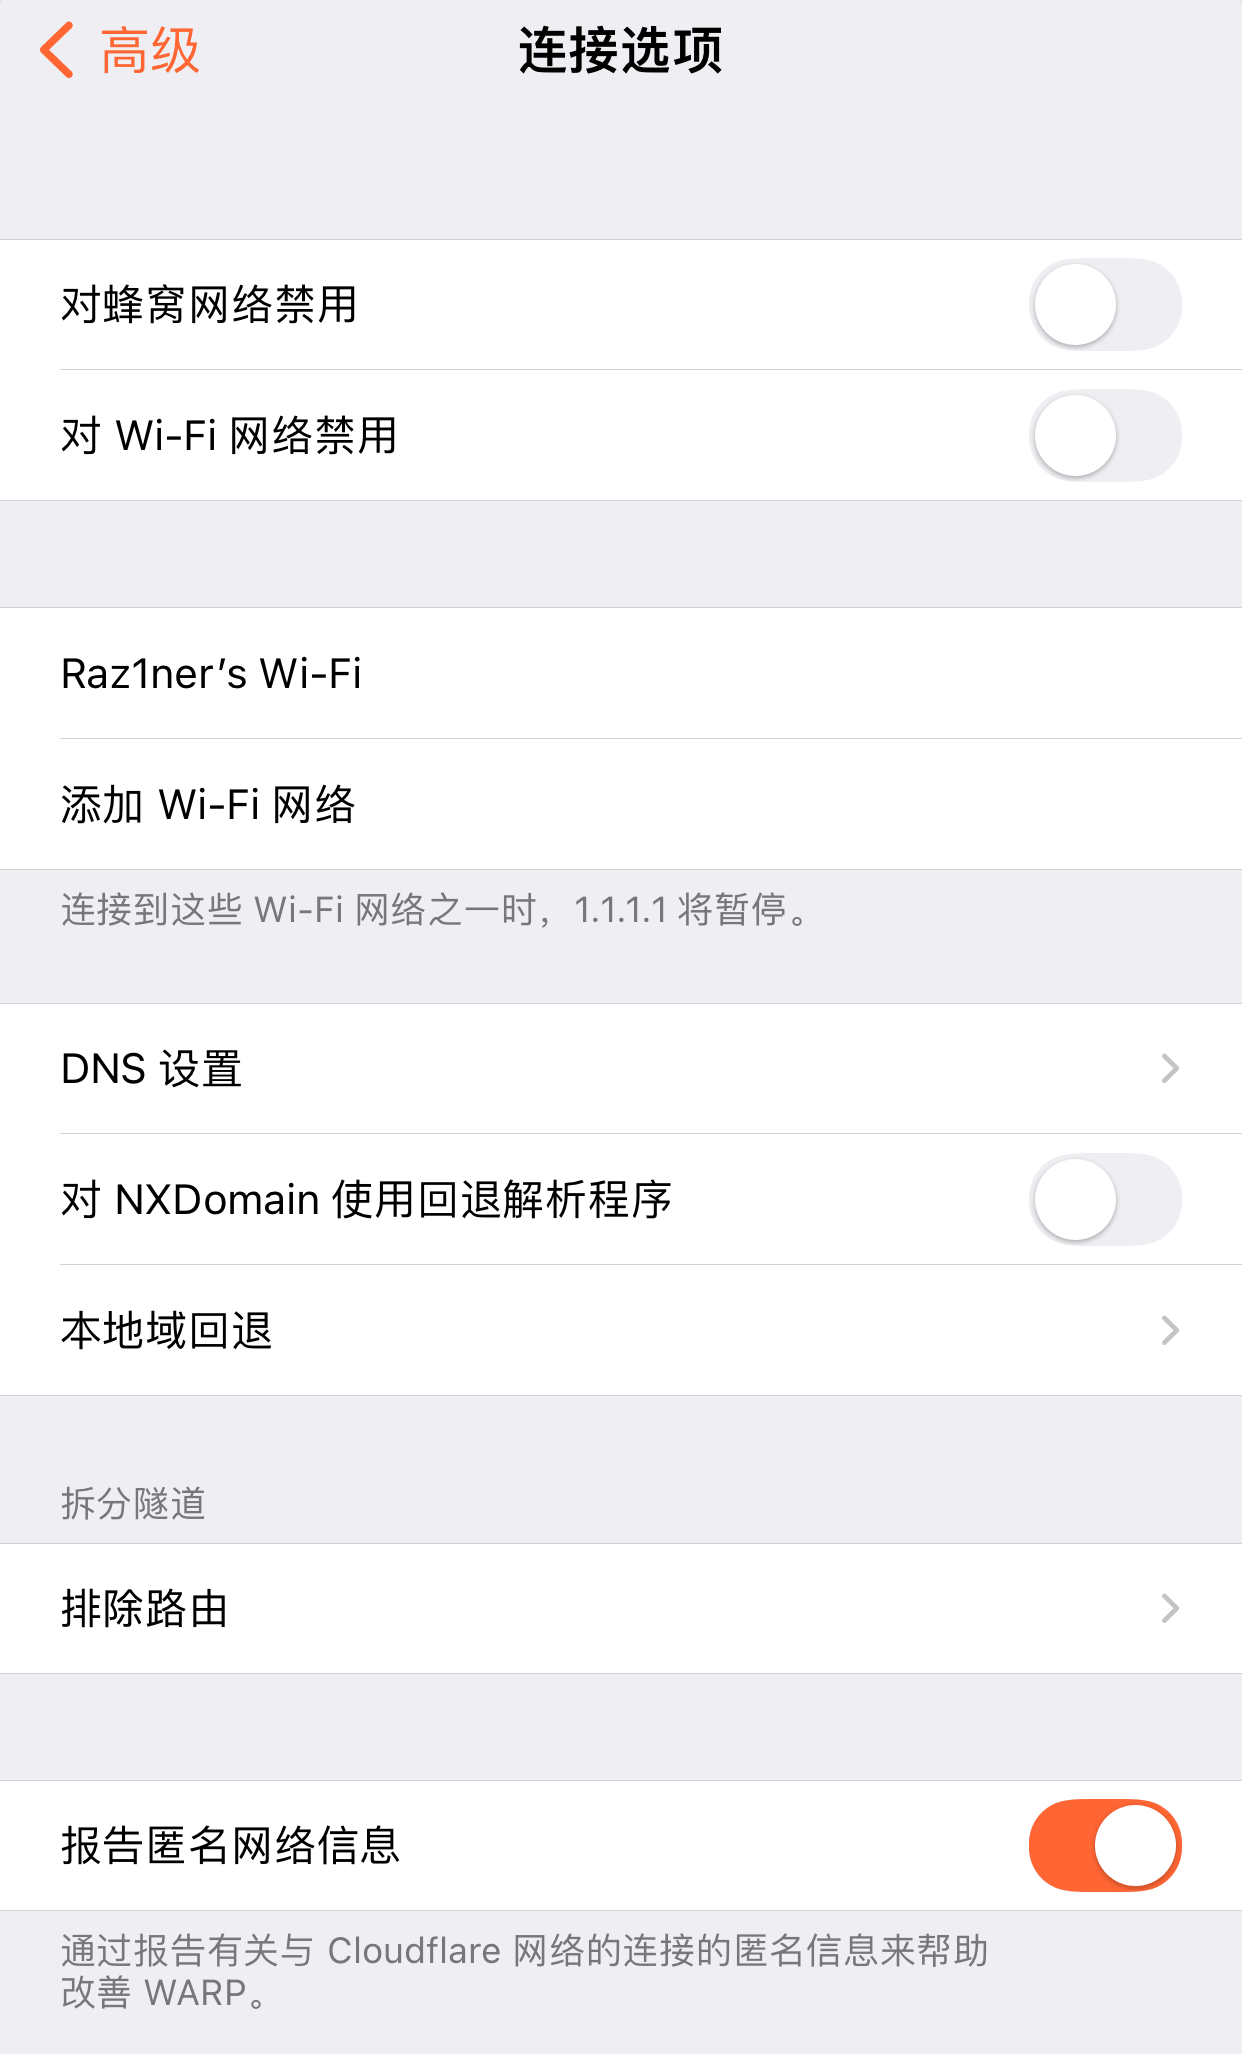 高级
连接选项
对蜂窝网络禁用
对 Wi-Fi 网络禁用
Raz1ner’s Wi-Fi
添加 Wi-Fi 网络
连接到这些 Wi-Fi 网络之一时，1.1.1.1 将暂停。
DNS 设置
对 NXDomain 使用回退解析程序
本地域回退
拆分隧道
排除路由
报告匿名网络信息
通过报告有关与 Cloudflare 网络的连接的匿名信息来帮助
改善 WARP。